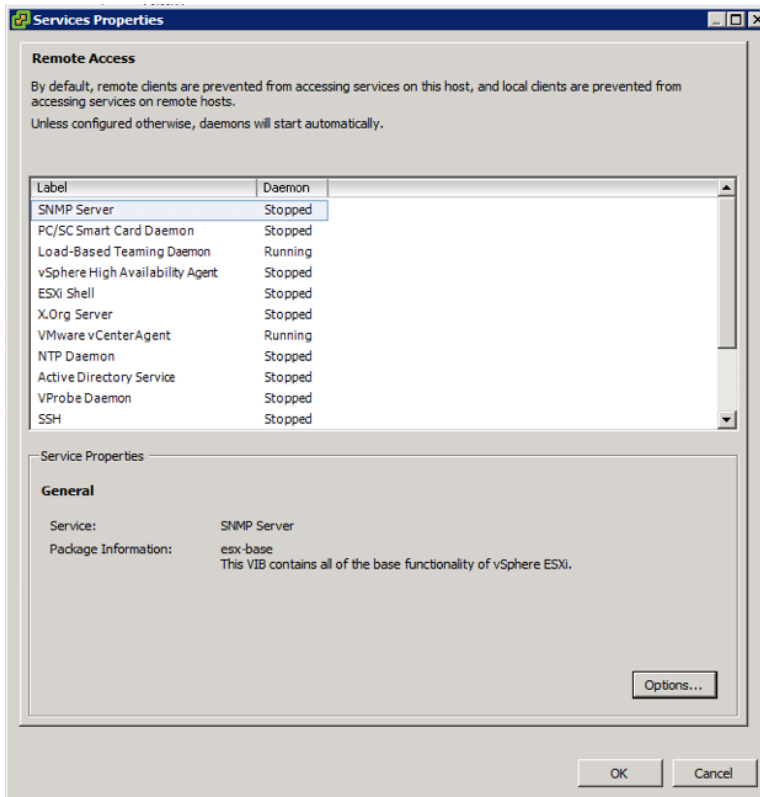 Services Properties
Remote Access
By default, remote clients are prevented from accessing services on this host, and local clients are prevented from
accessing services on remote hosts.
Unless configured otherwise, daemons will start automatically.
Label Daemon
SNMP Server Stopped
PC/SC Smart Card Daemon Stopped
Load-Based Teaming Daemon Running
vSphere High Availability Agent Stopped
ESXi Shell Stopped
X.Org Server Stopped
VMware vCenterAgent Running
NTP Daemon Stopped
Active Directory Service Stopped
VProbe Daemon Stopped
SSH Stopped
Service Properties
General
Service: SNMP Server
Package Information: esx-base
This VIB contains all of the base functionality of vSphere ESXi.
Options...
OK Cancel